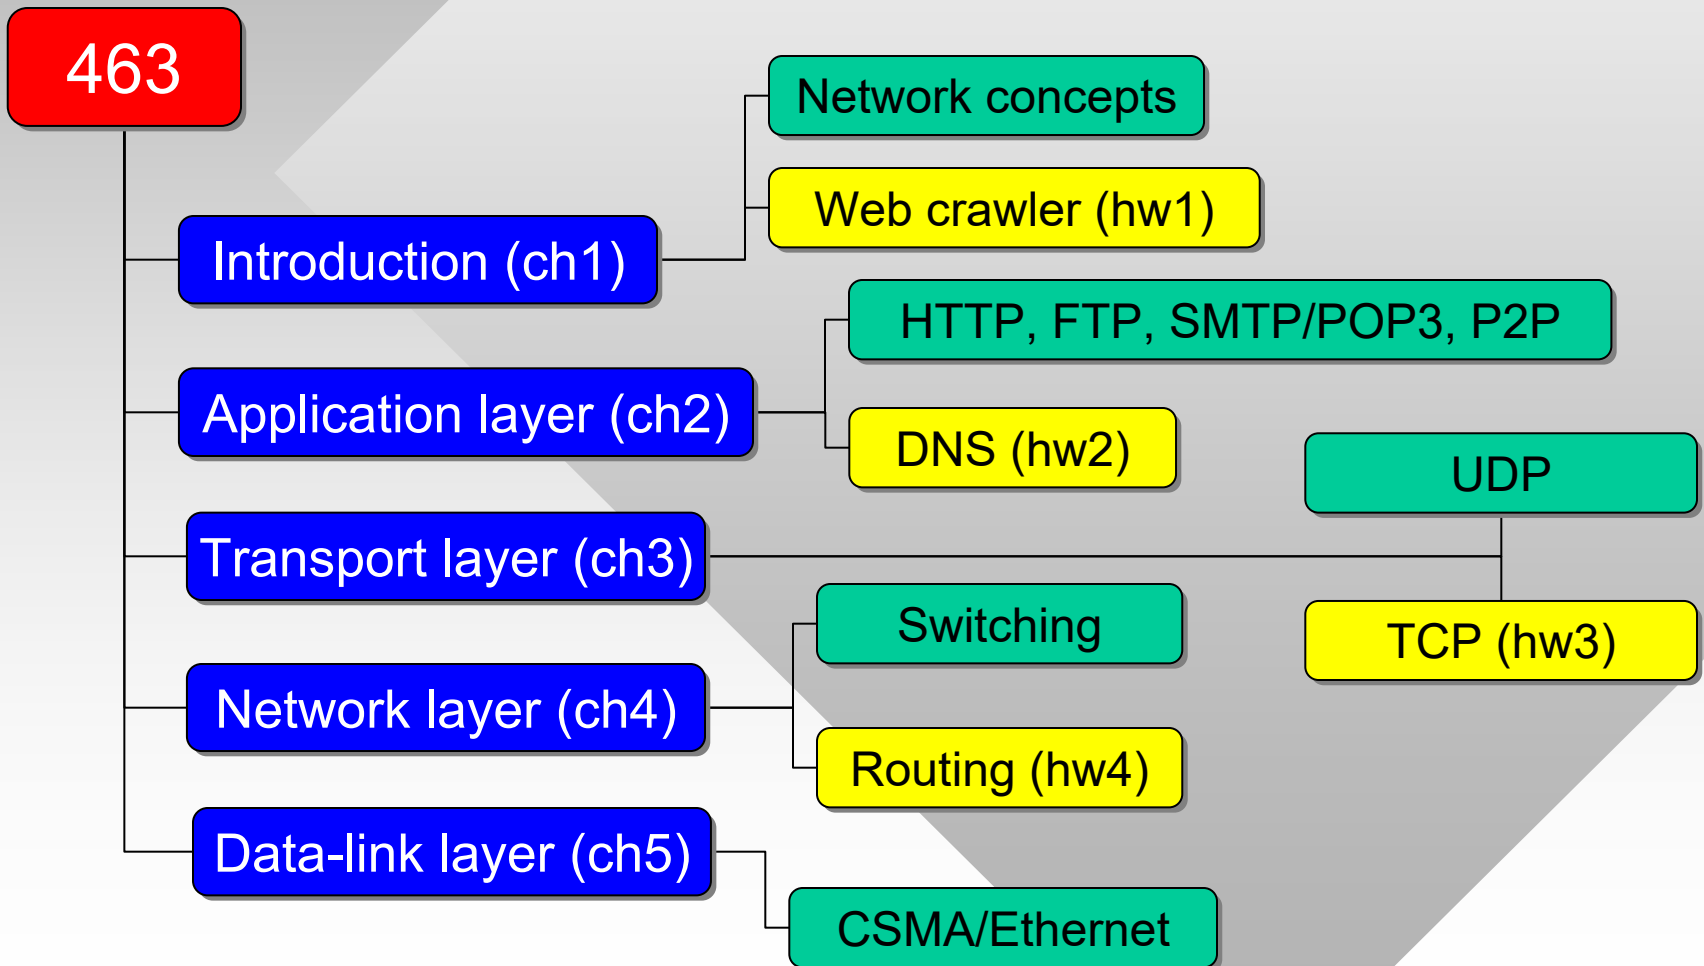 463
Network concepts
Web crawler (hw1)
Introduction (ch1)
HTTP, FTP, SMTP/POP3, P2P
Application layer (ch2)
DNS (hw2)
UDP
Transport layer (ch3)
Switching
TCP (hw3)
Network layer (ch4)
Routing (hw4)
Data-link layer (ch5)
CSMA/Ethernet